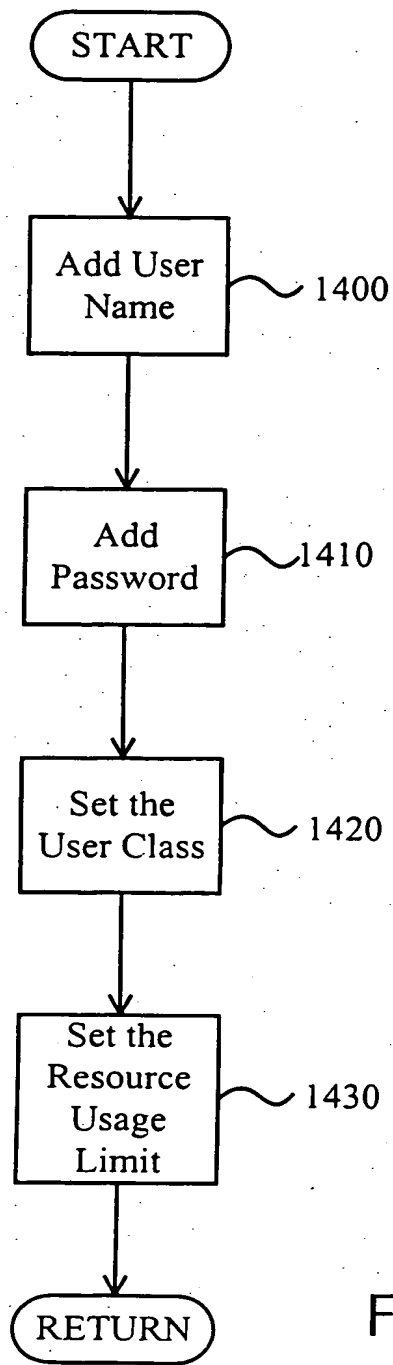 START
Add User
Name
1400
Add
Password
1410
Set the
User Class
1420
Set the
Resource
Usage
Limit
1430
RETURN
F